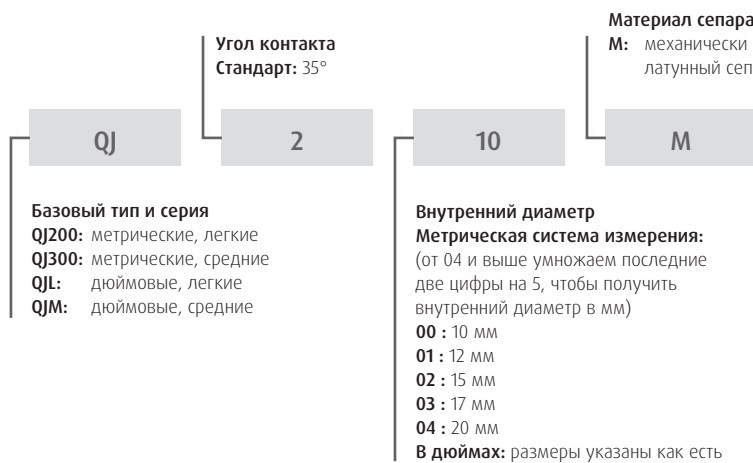 Угол контакта
Стандарт: 35°
Материал
М: механически
латунный
QJ
2
10
M
Базовый тип и серия
QJ200: метрические, легкие
QJ300: метрические, средние
QJL: дюймовые, легкие
QJM: дюймовые, средние
Внутренний диаметр
Метрическая система измерения:
(от 04 и выше умножаем последние
две цифры на 5, чтобы получить
внутренний диаметр в мм)
00 : 10 мм
01 : 12 мм
02 : 15 мм
03 : 17 мм
04 : 20 мм
В дюймах: размеры указаны как есть